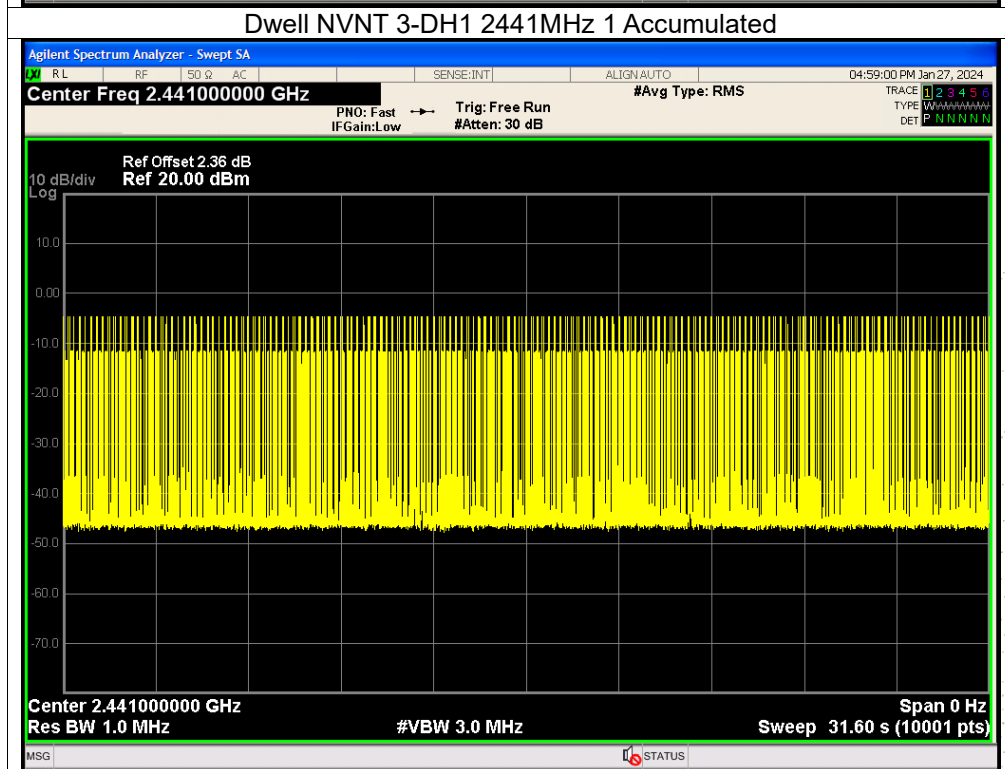 Dwell NVNT 3-DH1 2441MHz 1 Accumulated
Agilent Spectrum Analyzer - Swept SA
LXI RL RF 50 Ω AC SENSE:INT ALIGN AUTO 04:59:00 PM Jan 27, 2024
Center Freq 2.441000000 GHz #Avg Type: RMS TRACE 1 2 3 4 5 6
PNO: Fast Trig: Free Run TYPE W
IFGain:Low #Atten: 30 dB DET P N N N N N
Ref Offset 2.36 dB
10 dB/div Ref 20.00 dBm
Log
10.0
0.00
-10.0
-20.0
-30.0
-40.0
-50.0
-60.0
-70.0
Center 2.441000000 GHz Span 0 Hz
Res BW 1.0 MHz #VBW 3.0 MHz Sweep 31.60 s (10001 pts)
MSG STATUS